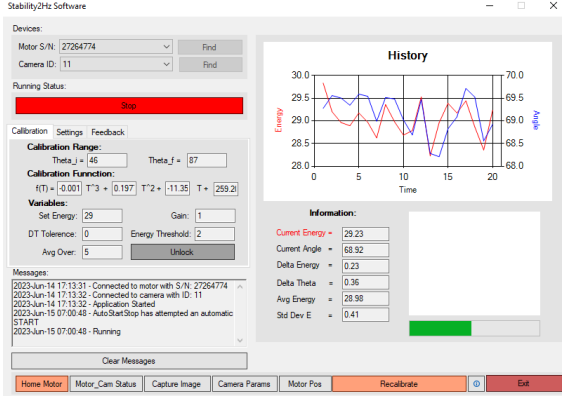 Stability2Hz Software
Devices:
Motor S/N: 27264774 Find
Camera ID: 11 Find
Running Status:
Stop
Calibration Settings Feedback
Calibration Range:
Theta_i = 46 Theta_f = 87
Calibration Funnction:
f(T) = -0.001 T^3 + 0.197 T^2 + -11.35 T + 259.2
Variables:
Set Energy: 29 Gain: 1
DT Tolerence: 0 Energy Threshold: 2
Avg Over: 5 Unlock
Messages:
2023-Jun-14 17:13:31 - Connected to motor with S/N: 27264774
2023-Jun-14 17:13:32 - Connected to camera with ID: 11
2023-Jun-14 17:13:32 - Application Started
2023-Jun-15 07:00:48 - AutoStartStop has attempted an automatic
START
2023-Jun-15 07:00:48 - Running
Clear Messages
History
30.0 70.0
29.5 69.5
29.0 69.0
28.5 68.5
28.0 68.0
Energy
Angle
0 5 10 15 20
Time
Information:
Current Energy = 29.23
Current Angle = 68.92
Delta Energy = 0.23
Delta Theta = 0.36
Avg Energy = 28.98
Std Dev E = 0.41
Home Motor Motor_Cam Status Capture Image Camera Params Motor Pos Recalibrate Exit